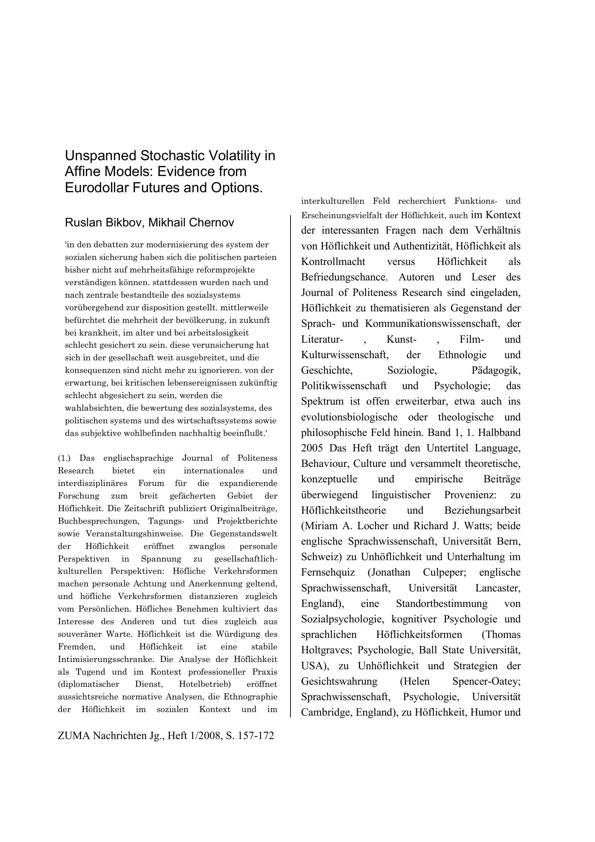 Unspanned Stochastic Volatility in
Affine Models: Evidence from
Eurodollar Futures and Options.
Ruslan Bikbov, Mikhail Chernov
'in den debatten zur modernisierung des system der
sozialen sicherung haben sich die politischen parteien
bisher nicht auf mehrheitsfähige reformprojekte
verständigen können. stattdessen wurden nach und
nach zentrale bestandteile des sozialsystems
vorübergehend zur disposition gestellt. mittlerweile
befürchtet die mehrheit der bevölkerung, in zukunft
bei krankheit, im alter und bei arbeitslosigkeit
schlecht gesichert zu sein. diese verunsicherung hat
sich in der gesellschaft weit ausgebreitet, und die
konsequenzen sind nicht mehr zu ignorieren. von der
erwartung, bei kritischen lebensereignissen zukünftig
schlecht abgesichert zu sein, werden die
wahlabsichten, die bewertung des sozialsystems, des
politischen systems und des wirtschaftssystems sowie
das subjektive wohlbefinden nachhaltig beeinflußt.'
(1.) Das englischsprachige Journal of Politeness
Research bietet ein internationales und
interdisziplinäres Forum für die expandierende
Forschung zum breit gefächerten Gebiet der
Höflichkeit. Die Zeitschrift publiziert Originalbeiträge,
Buchbesprechungen, Tagungs- und Projektberichte
sowie Veranstaltungshinweise. Die Gegenstandswelt
der Höflichkeit eröffnet zwanglos personale
Perspektiven in Spannung zu gesellschaftlich-
kulturellen Perspektiven: Höfliche Verkehrsformen
machen personale Achtung und Anerkennung geltend,
und höfliche Verkehrsformen distanzieren zugleich
vom Persönlichen. Höfliches Benehmen kultiviert das
Interesse des Anderen und tut dies zugleich aus
souveräner Warte. Höflichkeit ist die Würdigung des
Fremden, und Höflichkeit ist eine stabile
Intimisierungsschranke. Die Analyse der Höflichkeit
als Tugend und im Kontext professioneller Praxis
(diplomatischer Dienst, Hotelbetrieb) eröffnet
aussichtsreiche normative Analysen, die Ethnographie
der Höflichkeit im sozialen Kontext und im
interkulturellen Feld recherchiert Funktions- und
Erscheinungsvielfalt der Höflichkeit, auch im Kontext
der interessanten Fragen nach dem Verhältnis
von Höflichkeit und Authentizität, Höflichkeit als
Kontrollmacht versus Höflichkeit als
Befriedungschance. Autoren und Leser des
Journal of Politeness Research sind eingeladen,
Höflichkeit zu thematisieren als Gegenstand der
Sprach- und Kommunikationswissenschaft, der
Literatur- , Kunst- , Film- und
Kulturwissenschaft, der Ethnologie und
Geschichte, Soziologie, Pädagogik,
Politikwissenschaft und Psychologie; das
Spektrum ist offen erweiterbar, etwa auch ins
evolutionsbiologische oder theologische und
philosophische Feld hinein. Band 1, 1. Halbband
2005 Das Heft trägt den Untertitel Language,
Behaviour, Culture und versammelt theoretische,
konzeptuelle und empirische Beiträge
überwiegend linguistischer Provenienz: zu
Höflichkeitstheorie und Beziehungsarbeit
(Miriam A. Locher und Richard J. Watts; beide
englische Sprachwissenschaft, Universität Bern,
Schweiz) zu Unhöflichkeit und Unterhaltung im
Fernsehquiz (Jonathan Culpeper; englische
Sprachwissenschaft, Universität Lancaster,
England), eine Standortbestimmung von
Sozialpsychologie, kognitiver Psychologie und
sprachlichen Höflichkeitsformen (Thomas
Holtgraves; Psychologie, Ball State Universität,
USA), zu Unhöflichkeit und Strategien der
Gesichtswahrung (Helen Spencer-Oatey;
Sprachwissenschaft, Psychologie, Universität
Cambridge, England), zu Höflichkeit, Humor und
ZUMA Nachrichten Jg., Heft 1/2008, S. 157-172